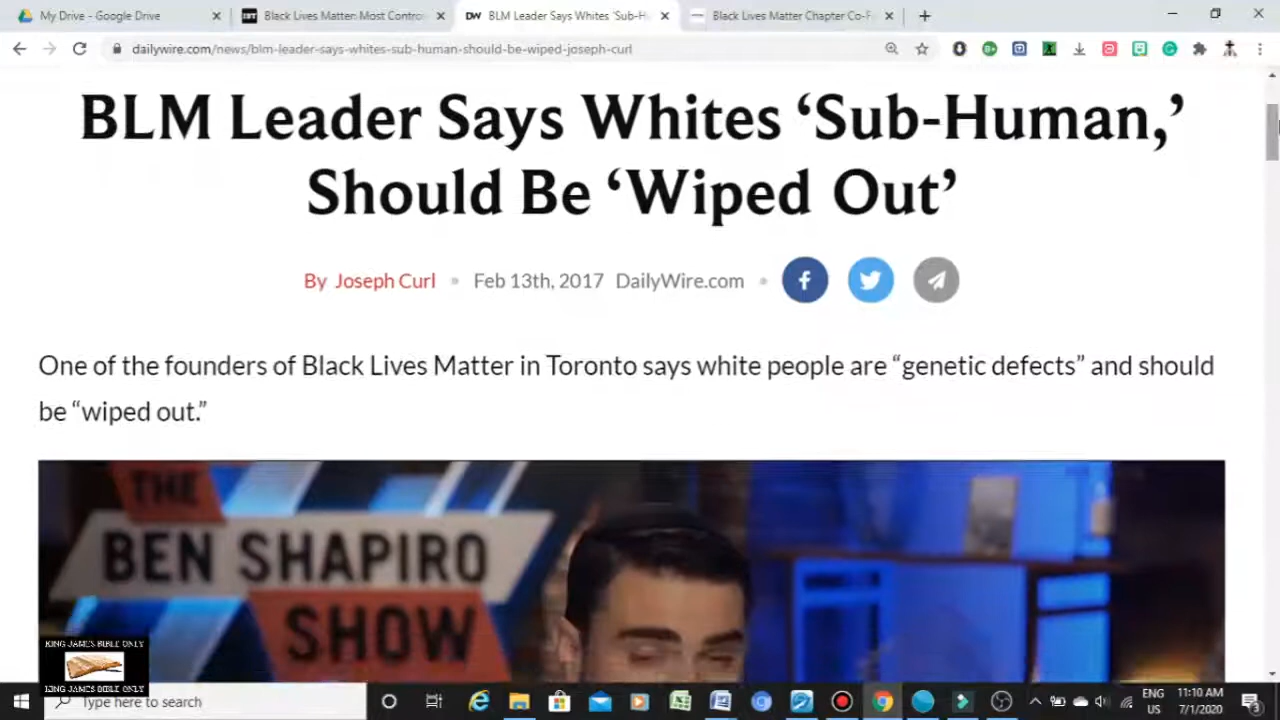 My Drive - Google Drive
Black Lives Matter: Most Contro
DW BLM Leader Says Whites 'Sub-H
Black Lives Matter Chapter Co-F
dailywire.com/news/blm-leader-says-whites-sub-human-should-be-wiped-joseph-curl
BLM Leader Says Whites ‘Sub-Human,’
Should Be ‘Wiped Out’
By Joseph Curl • Feb 13th, 2017 DailyWire.com •
One of the founders of Black Lives Matter in Toronto says white people are “genetic defects” and should
be “wiped out.”
THE
BEN SHAPIRO
SHOW
KING JAMES BIBLE ONLY
KING JAMES BIBLE ONLY
Type here to search
ENG
US
11:10 AM
7/1/2020
3